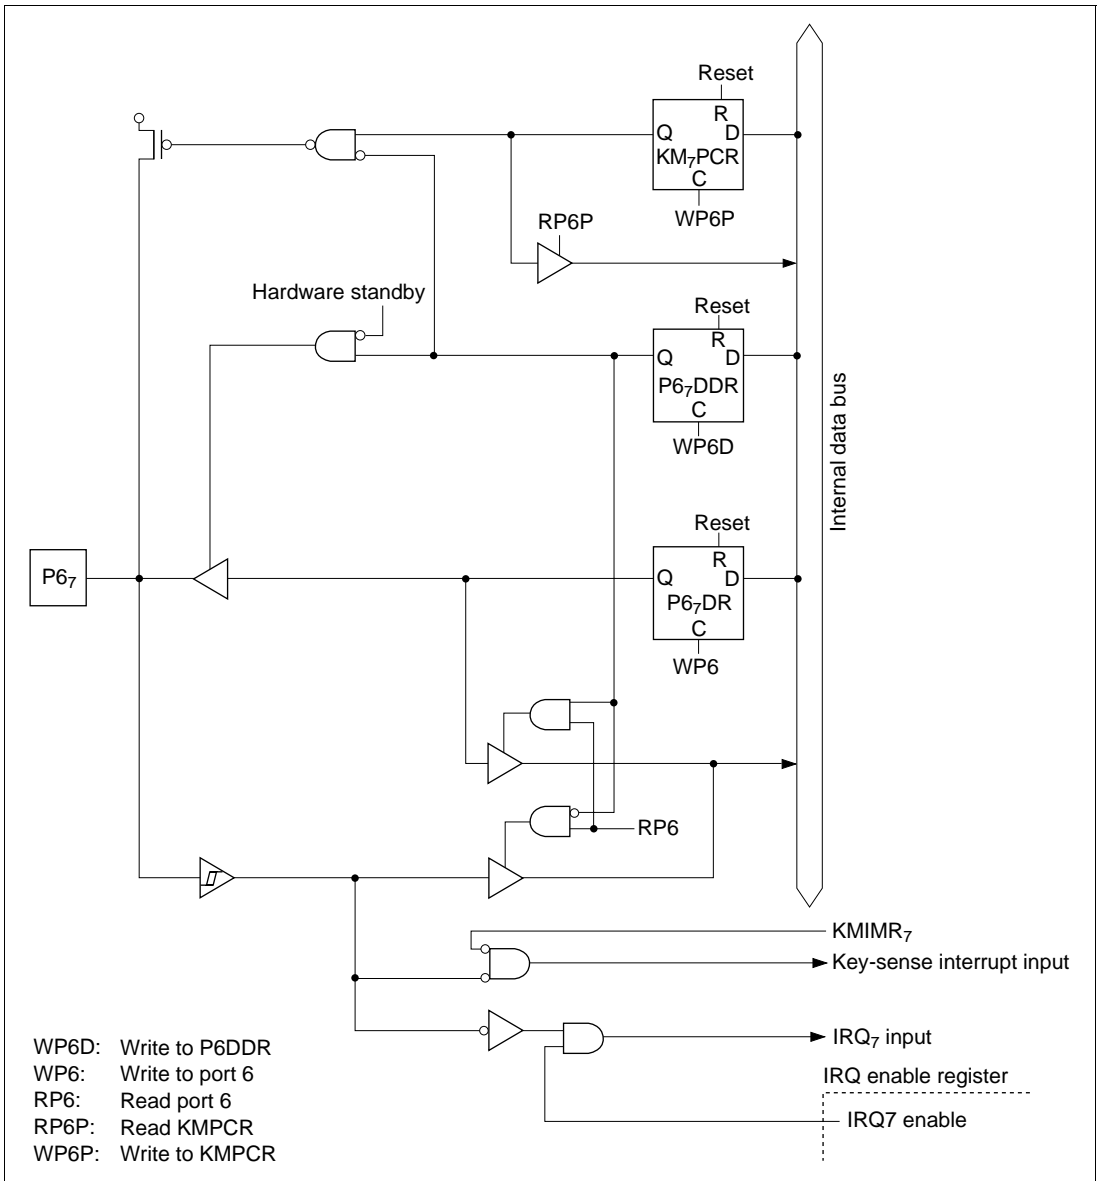 Reset
R
Q D
KM₇PCR
C
WP6P
RP6P
Hardware standby
Reset
R
Q D
P6₇DDR
C
WP6D
Internal data bus
Reset
R
Q D
P6₇DR
C
WP6
P6₇
RP6
KMIMR₇
Key-sense interrupt input
IRQ₇ input
IRQ enable register
IRQ7 enable
WP6D: Write to P6DDR
WP6: Write to port 6
RP6: Read port 6
RP6P: Read KMPCR
WP6P: Write to KMPCR